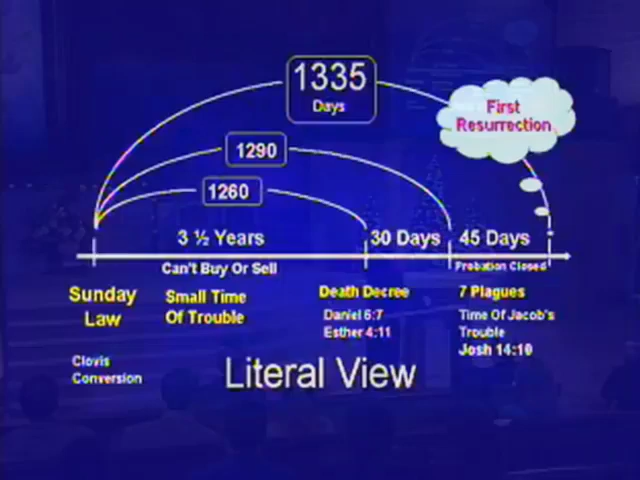 1335
Days
First
Resurrection
1290
1260
3 ½ Years
30 Days
45 Days
Can't Buy Or Sell
Probation Closed
Sunday
Law
Small Time
Of Trouble
Death Decree
Daniel 6:7
Esther 4:11
7 Plagues
Time Of Jacob's
Trouble
Josh 14:10
Clovis
Conversion
Literal View